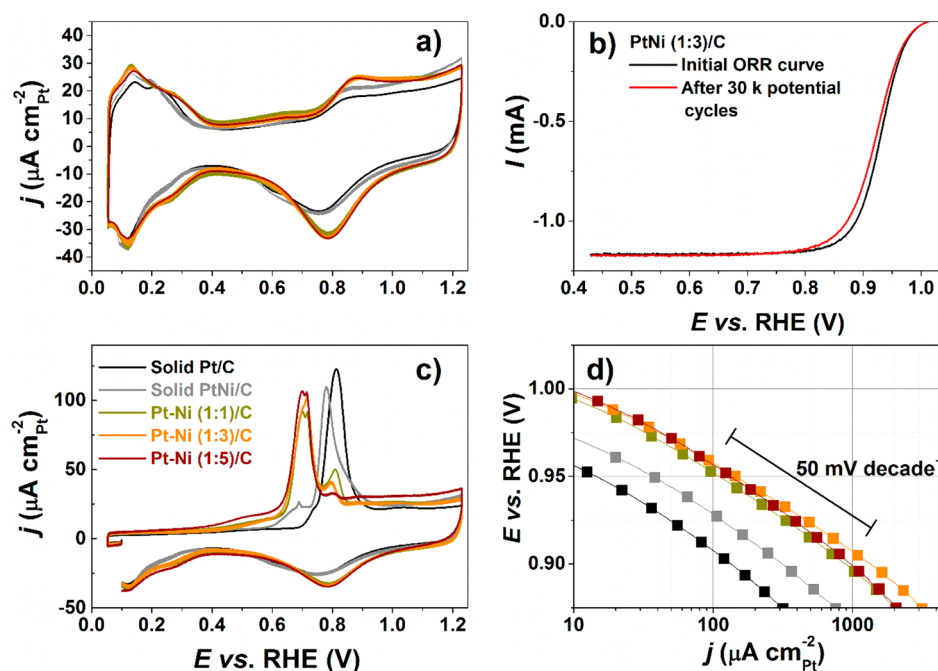 a)
40
30
20
10
0
-10
-20
-30
-40
j (μA cm⁻²Pt)
0.0 0.2 0.4 0.6 0.8 1.0 1.2
b)
PtNi (1:3)/C
Initial ORR curve
After 30 k potential
cycles
0.0
-0.5
-1.0
I (mA)
0.4 0.5 0.6 0.7 0.8 0.9 1.0
E vs. RHE (V)
c)
Solid Pt/C
Solid PtNi/C
Pt-Ni (1:1)/C
Pt-Ni (1:3)/C
Pt-Ni (1:5)/C
100
50
0
-50
j (μA cm⁻²Pt)
0.0 0.2 0.4 0.6 0.8 1.0 1.2
E vs. RHE (V)
d)
50 mV decade⁻
1.00
0.95
0.90
E vs. RHE (V)
10 100 1000
j (μA cm⁻²Pt)